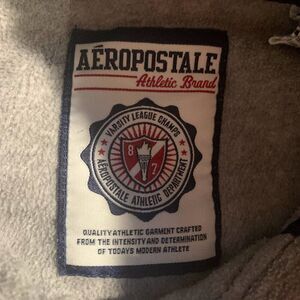 AÉROPOSTALE
Athletic Brand
VARSITY LEAGUE CHAMPS
8 7
AÉROPOSTALE ATHLETIC DEPARTMENT
QUALITY ATHLETIC GARMENT CRAFTED
FROM THE INTENSITY AND DETERMINATION
OF TODAYS MODERN ATHLETE